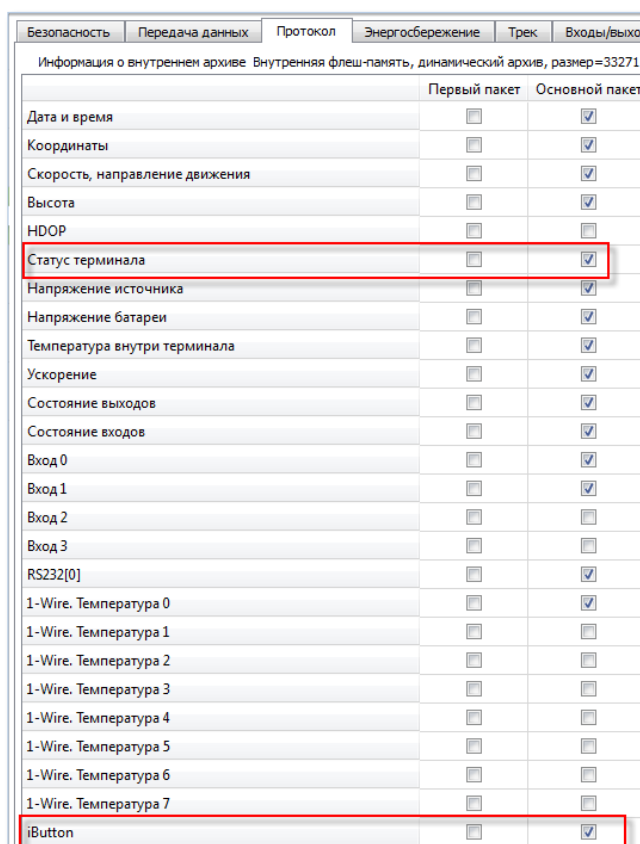 Безопасность Передача данных Протокол Энергосбережение Трек Входы/выхо
Информация о внутреннем архиве Внутренняя флеш-память, динамический архив, размер=33271
Первый пакет Основной пакет
Дата и время
Координаты
Скорость, направление движения
Высота
HDOP
Статус терминала
Напряжение источника
Напряжение батареи
Температура внутри терминала
Ускорение
Состояние выходов
Состояние входов
Вход 0
Вход 1
Вход 2
Вход 3
RS232[0]
1-Wire. Температура 0
1-Wire. Температура 1
1-Wire. Температура 2
1-Wire. Температура 3
1-Wire. Температура 4
1-Wire. Температура 5
1-Wire. Температура 6
1-Wire. Температура 7
iButton